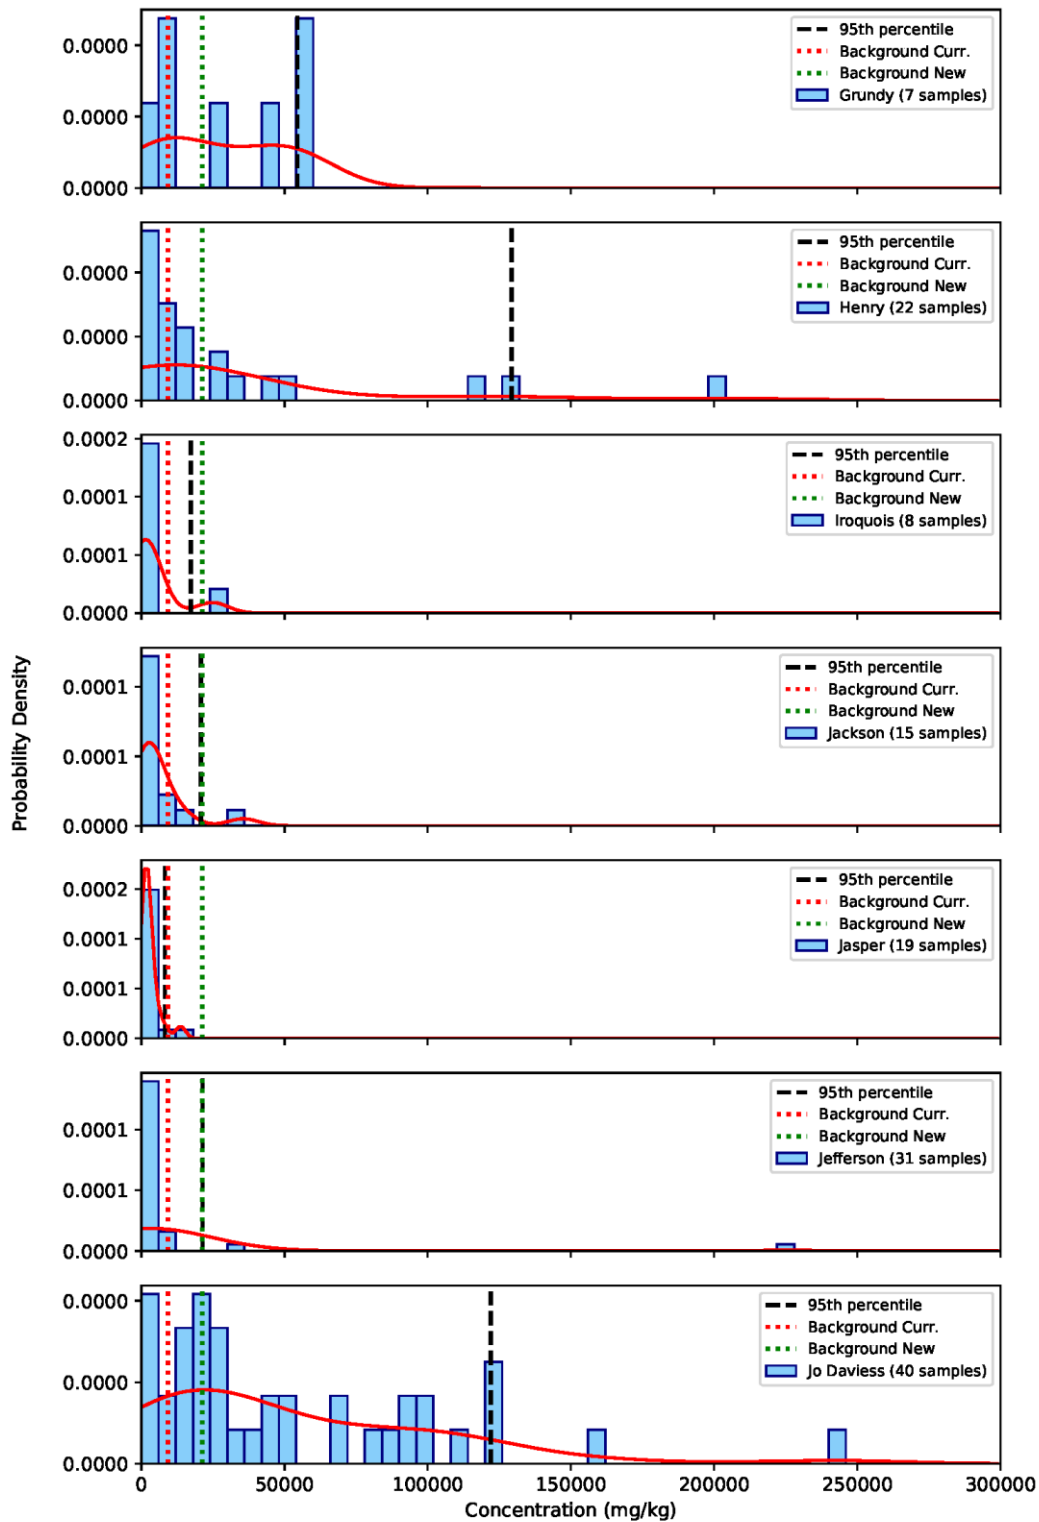 0.0000
0.0000
0.0000
95th percentile
Background Curr.
Background New
Grundy (7 samples)
0.0000
0.0000
0.0000
95th percentile
Background Curr.
Background New
Henry (22 samples)
0.0002
0.0001
0.0001
0.0000
95th percentile
Background Curr.
Background New
Iroquois (8 samples)
0.0001
0.0001
0.0000
95th percentile
Background Curr.
Background New
Jackson (15 samples)
Probability Density
0.0002
0.0001
0.0001
0.0000
95th percentile
Background Curr.
Background New
Jasper (19 samples)
0.0001
0.0001
0.0000
95th percentile
Background Curr.
Background New
Jefferson (31 samples)
0.0000
0.0000
0.0000
95th percentile
Background Curr.
Background New
Jo Daviess (40 samples)
0 50000 100000 150000 200000 250000 300000
Concentration (mg/kg)